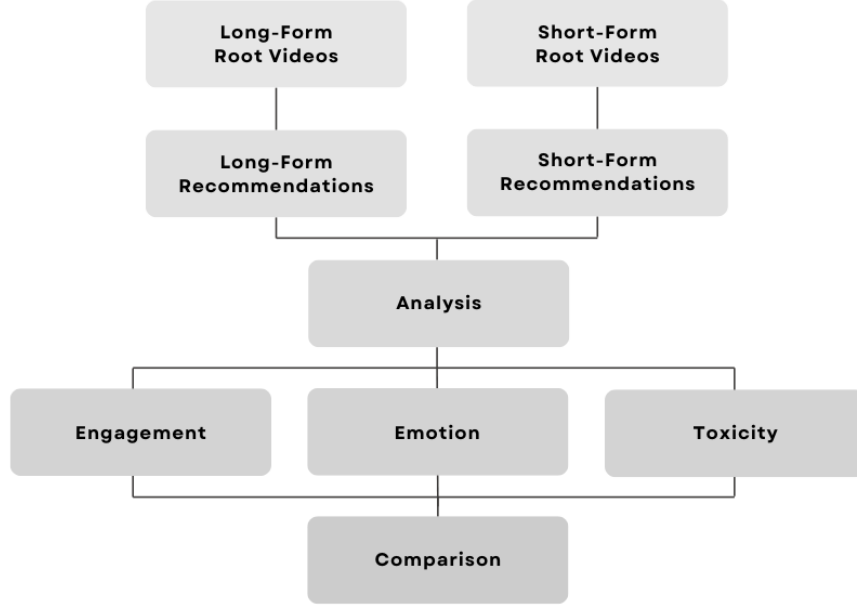 Long-Form
Root Videos
Short-Form
Root Videos
Long-Form
Recommendations
Short-Form
Recommendations
Analysis
Engagement
Emotion
Toxicity
Comparison